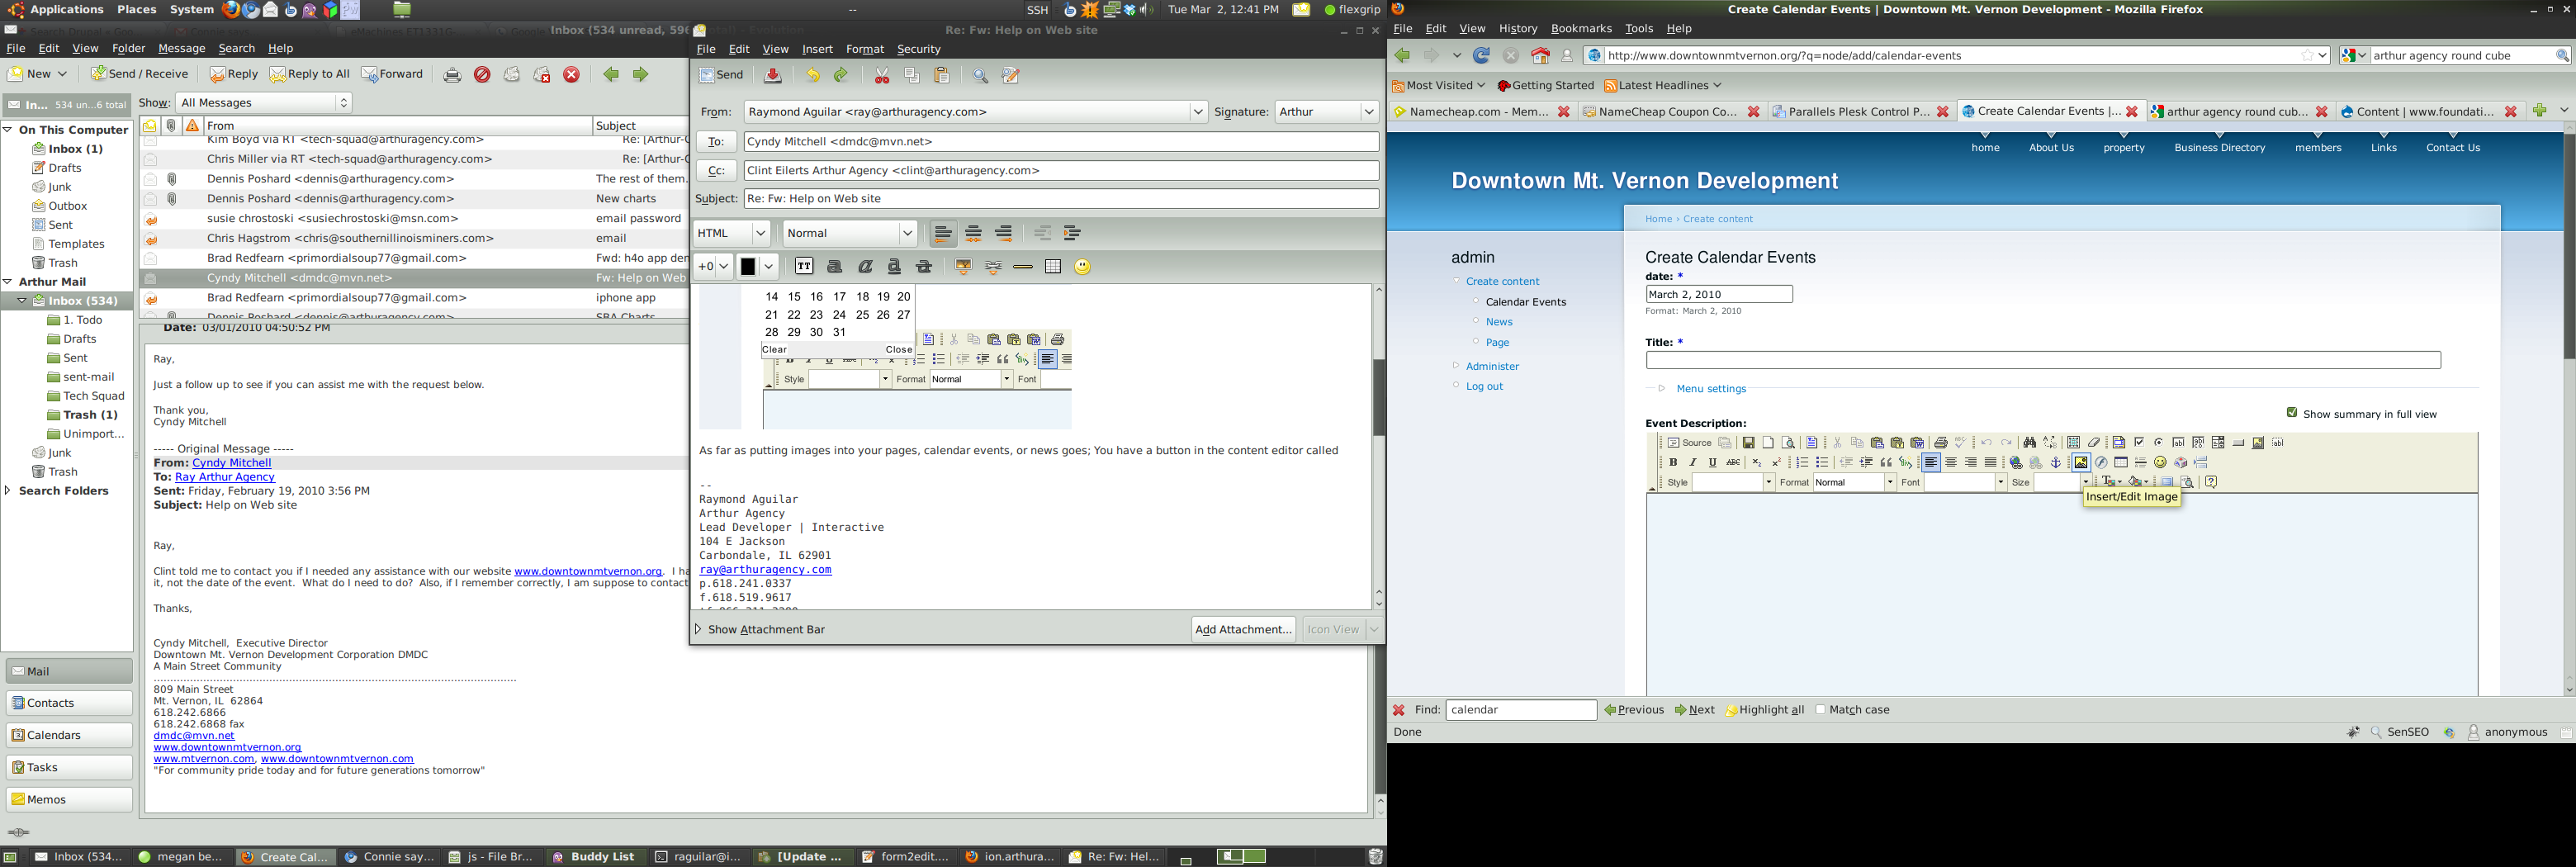 Applications Places System
SSH Tue Mar 2, 12:41 PM flexgrip
Inbox (534 unread, 596
File Edit View Folder Message Search Help
New Send / Receive Reply Reply to All Forward
In... 534 un...6 total
Show: All Messages
From Subject
On This Computer
Inbox (1)
Drafts
Junk
Outbox
Sent
Templates
Trash
Arthur Mail
Inbox (534)
1. Todo
Drafts
Sent
sent-mail
Tech Squad
Trash (1)
Unimport...
Junk
Trash
Search Folders
Mail
Contacts
Calendars
Tasks
Memos
Kim Boyd via RT <tech-squad@arthuragency.com> Re: [Arthur-
Chris Miller via RT <tech-squad@arthuragency.com> Re: [Arthur-
Dennis Poshard <dennis@arthuragency.com> The rest of them.
Dennis Poshard <dennis@arthuragency.com> New charts
susie chrostoski <susiechrostoski@msn.com> email password
Chris Hagstrom <chris@southernillinoisminers.com> email
Brad Redfearn <primordialsoup77@gmail.com> Fwd: h4o app den
Cyndy Mitchell <dmdc@mvn.net> Fw: Help on Web
Brad Redfearn <primordialsoup77@gmail.com> iphone app
Dennis Poshard <dennis@arthuragency.com> SBA Charts
Date: 03/01/2010 04:50:52 PM
Ray,
Just a follow up to see if you can assist me with the request below.
Thank you,
Cyndy Mitchell
----- Original Message -----
From: Cyndy Mitchell
To: Ray Arthur Agency
Sent: Friday, February 19, 2010 3:56 PM
Subject: Help on Web site
Ray,
Clint told me to contact you if I needed any assistance with our website www.downtownmtvernon.org. I ha
it, not the date of the event. What do I need to do? Also, if I remember correctly, I am suppose to contact
Thanks,
Cyndy Mitchell, Executive Director
Downtown Mt. Vernon Development Corporation DMDC
A Main Street Community
809 Main Street
Mt. Vernon, IL 62864
618.242.6866
618.242.6868 fax
dmdc@mvn.net
www.downtownmtvernon.org
www.mtvernon.com, www.downtownmtvernon.com
"For community pride today and for future generations tomorrow"
Re: Fw: Help on Web site
File Edit View Insert Format Security
Send
From: Raymond Aguilar <ray@arthuragency.com> Signature: Arthur
To: Cyndy Mitchell <dmdc@mvn.net>
Cc: Clint Eilerts Arthur Agency <clint@arthuragency.com>
Subject: Re: Fw: Help on Web site
HTML Normal
+0
14 15 16 17 18 19 20
21 22 23 24 25 26 27
28 29 30 31
Clear Close
Style Format Normal Font
As far as putting images into your pages, calendar events, or news goes; You have a button in the content editor called
--
Raymond Aguilar
Arthur Agency
Lead Developer | Interactive
104 E Jackson
Carbondale, IL 62901
ray@arthuragency.com
p.618.241.0337
f.618.519.9617
Show Attachment Bar Add Attachment... Icon View
Create Calendar Events | Downtown Mt. Vernon Development - Mozilla Firefox
File Edit View History Bookmarks Tools Help
http://www.downtownmtvernon.org/?q=node/add/calendar-events arthur agency round cube
Most Visited Getting Started Latest Headlines
Namecheap.com - Mem... NameCheap Coupon Co... Parallels Plesk Control P... Create Calendar Events |... arthur agency round cub... Content | www.foundati...
home About Us property Business Directory members Links Contact Us
Downtown Mt. Vernon Development
Home › Create content
admin
Create content
Calendar Events
News
Page
Administer
Log out
Create Calendar Events
date: *
March 2, 2010
Format: March 2, 2010
Title: *
Menu settings
Show summary in full view
Event Description:
Source
Style Format Normal Font Size
Insert/Edit Image
Find: calendar Previous Next Highlight all Match case
Done SenSEO anonymous
Inbox (534... megan be... Create Cal... Connie say... js - File Br... Buddy List raguilar@i... [Update ... form2edit.... ion.arthura... Re: Fw: Hel...